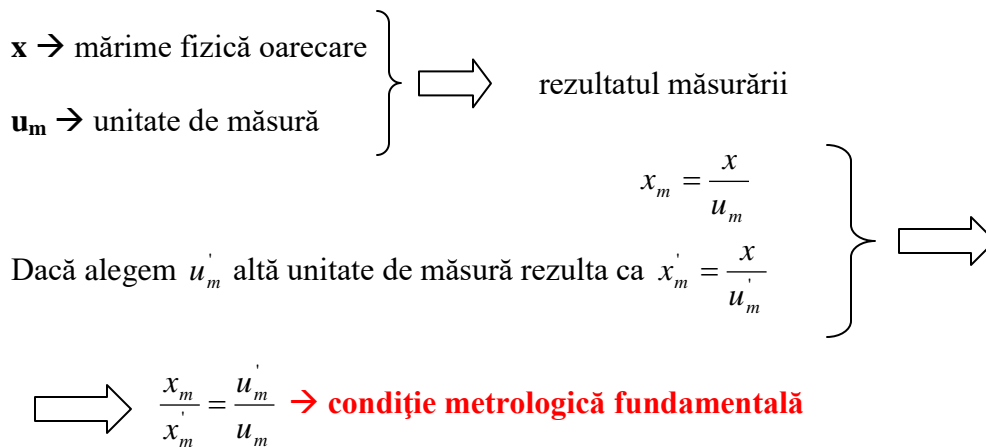 x → mărime fizică oarecare
u_m → unitate de măsură
rezultatul măsurării
x_m = x / u_m
Dacă alegem u'_m altă unitate de măsură rezulta ca x'_m = x / u'_m
x_m / x'_m = u'_m / u_m → condiţie metrologică fundamentală